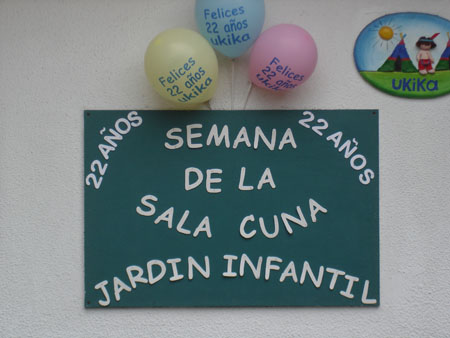 Felices
22 años
ukika
Felices
22 años
ukika
Felices
22 años
ukika
uKiKa
22 AÑOS
22 AÑOS
SEMANA
DE LA
SALA CUNA
JARDIN INFANTIL